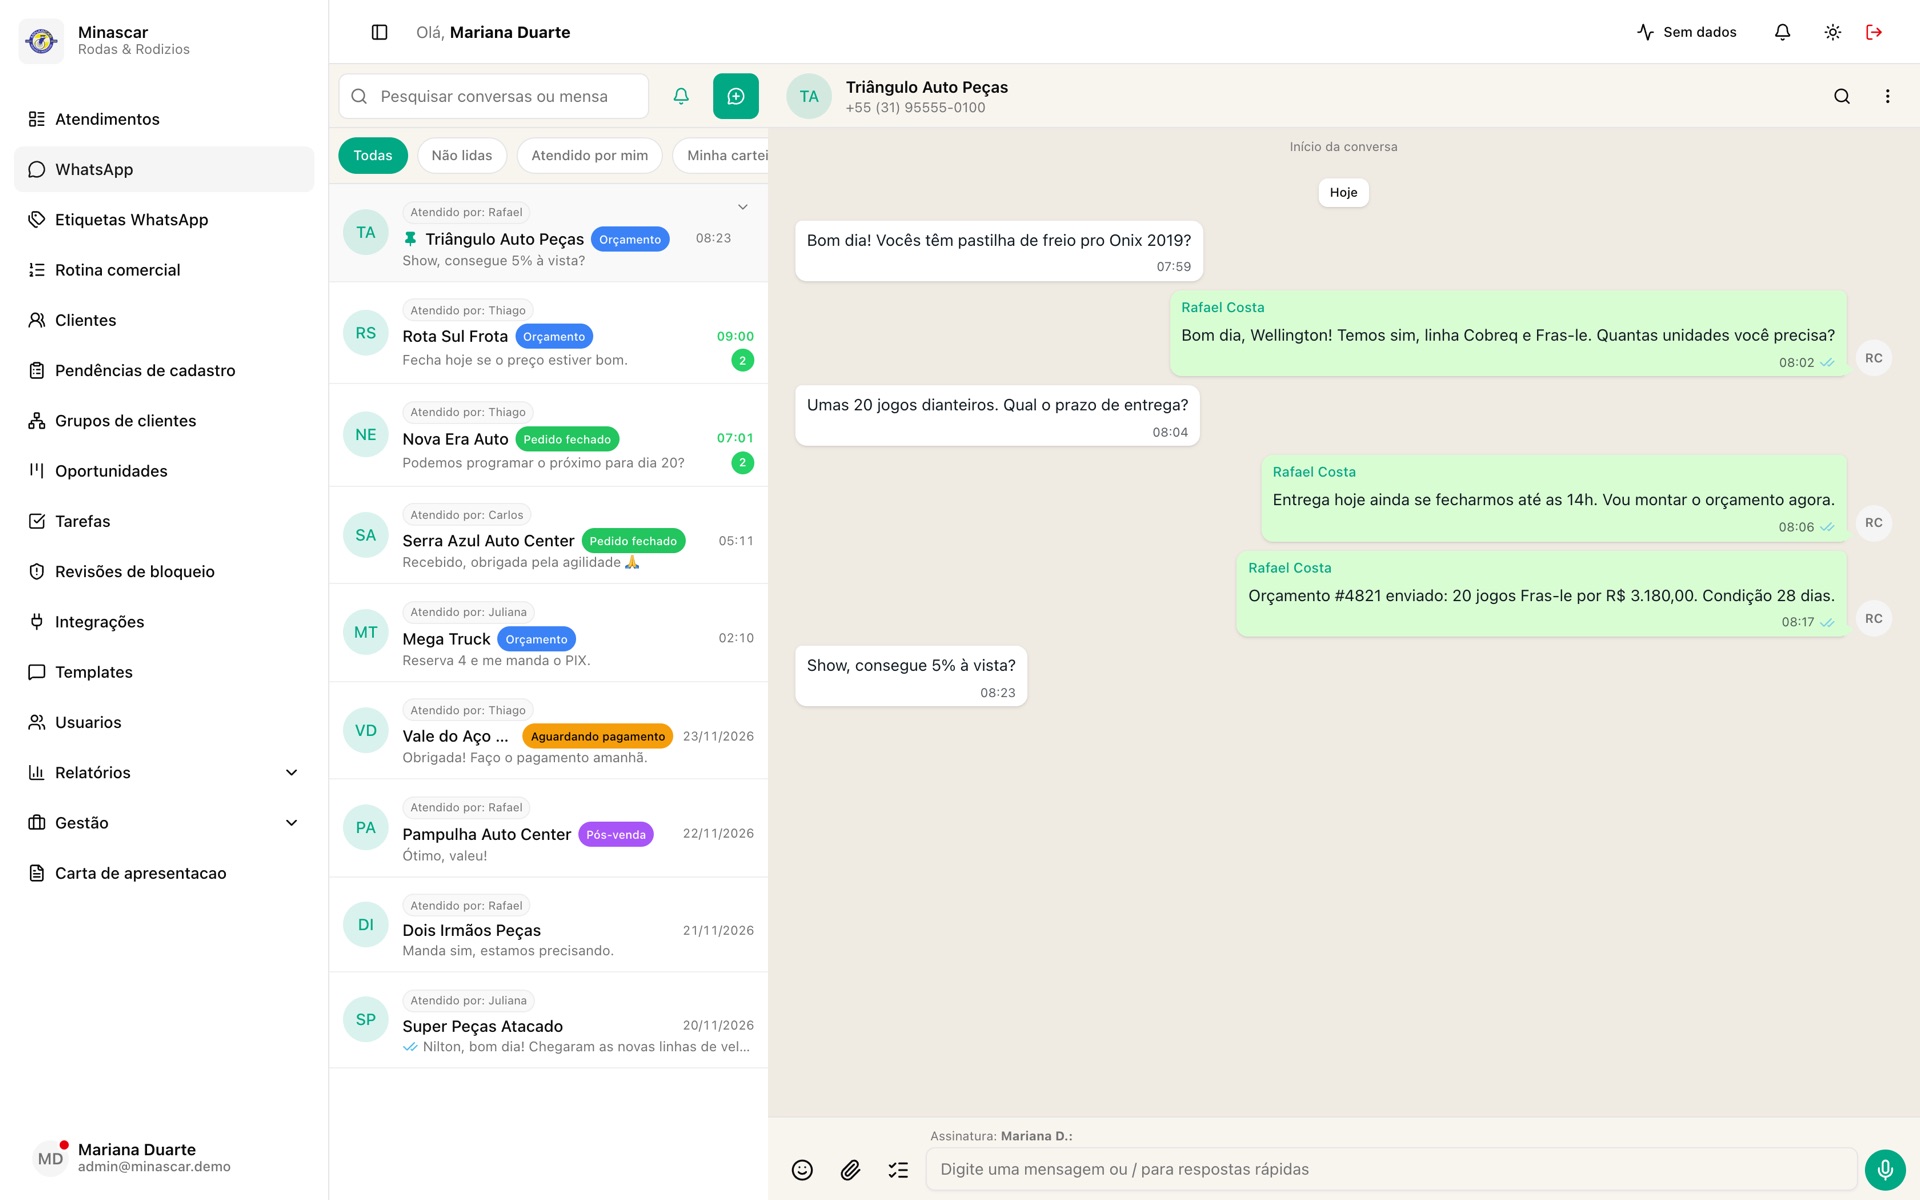 Minascar
Rodas & Rodizios
Atendimentos
WhatsApp
Etiquetas WhatsApp
Rotina comercial
Clientes
Pendências de cadastro
Grupos de clientes
Oportunidades
Tarefas
Revisões de bloqueio
Integrações
Templates
Usuarios
Relatórios
Gestão
Carta de apresentacao
MD
Mariana Duarte
admin@minascar.demo
Olá, Mariana Duarte
Sem dados
Pesquisar conversas ou mensa
Todas
Não lidas
Atendido por mim
Minha cartei
TA
Atendido por: Rafael
Triângulo Auto Peças Orçamento 08:23
Show, consegue 5% à vista?
RS
Atendido por: Thiago
Rota Sul Frota Orçamento 09:00
Fecha hoje se o preço estiver bom. 2
NE
Atendido por: Thiago
Nova Era Auto Pedido fechado 07:01
Podemos programar o próximo para dia 20? 2
SA
Atendido por: Carlos
Serra Azul Auto Center Pedido fechado 05:11
Recebido, obrigada pela agilidade 🙏
MT
Atendido por: Juliana
Mega Truck Orçamento 02:10
Reserva 4 e me manda o PIX.
VD
Atendido por: Thiago
Vale do Aço ... Aguardando pagamento 23/11/2026
Obrigada! Faço o pagamento amanhã.
PA
Atendido por: Rafael
Pampulha Auto Center Pós-venda 22/11/2026
Ótimo, valeu!
DI
Atendido por: Rafael
Dois Irmãos Peças 21/11/2026
Manda sim, estamos precisando.
SP
Atendido por: Juliana
Super Peças Atacado 20/11/2026
Nilton, bom dia! Chegaram as novas linhas de vel...
TA
Triângulo Auto Peças
+55 (31) 95555-0100
Início da conversa
Hoje
Bom dia! Vocês têm pastilha de freio pro Onix 2019?
07:59
Rafael Costa
Bom dia, Wellington! Temos sim, linha Cobreq e Fras-le. Quantas unidades você precisa?
08:02
RC
Umas 20 jogos dianteiros. Qual o prazo de entrega?
08:04
Rafael Costa
Entrega hoje ainda se fecharmos até as 14h. Vou montar o orçamento agora.
08:06
RC
Rafael Costa
Orçamento #4821 enviado: 20 jogos Fras-le por R$ 3.180,00. Condição 28 dias.
08:17
RC
Show, consegue 5% à vista?
08:23
Assinatura: Mariana D.:
Digite uma mensagem ou / para respostas rápidas